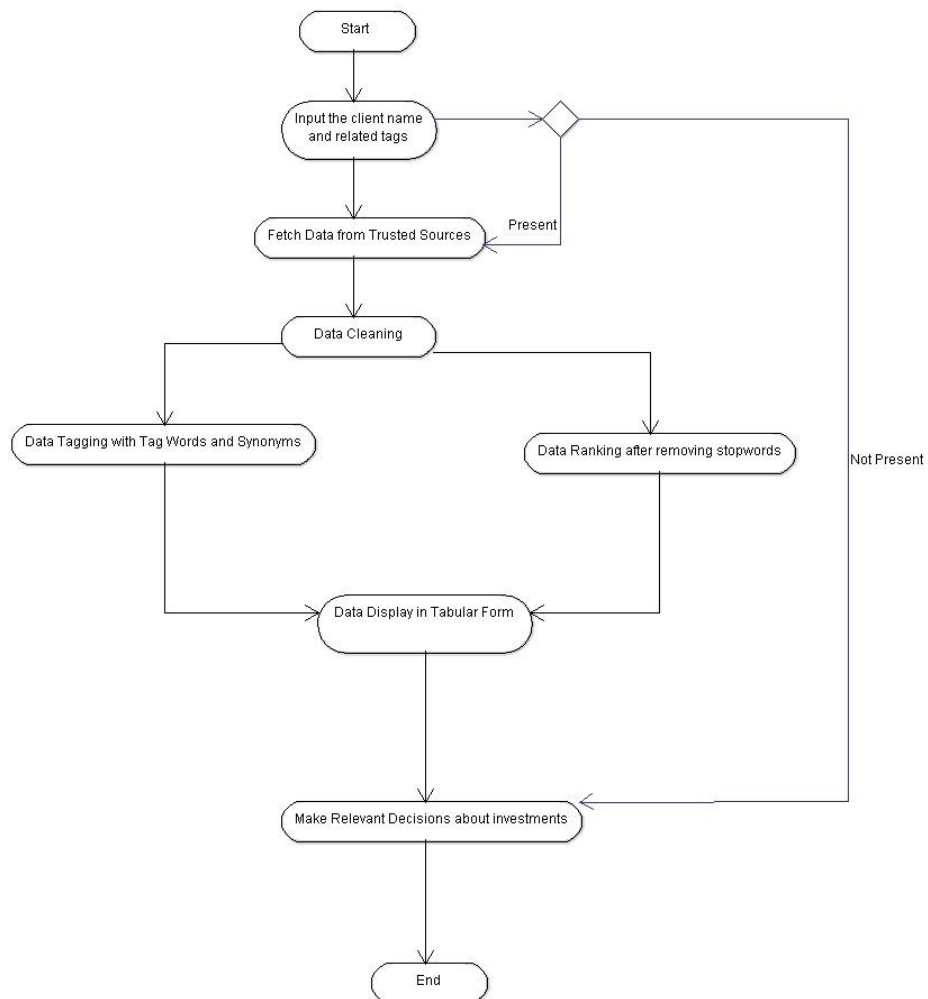 Start
Input the client name
and related tags
Present
Fetch Data from Trusted Sources
Data Cleaning
Data Tagging with Tag Words and Synonyms
Data Ranking after removing stopwords
Not Present
Data Display in Tabular Form
Make Relevant Decisions about investments
End